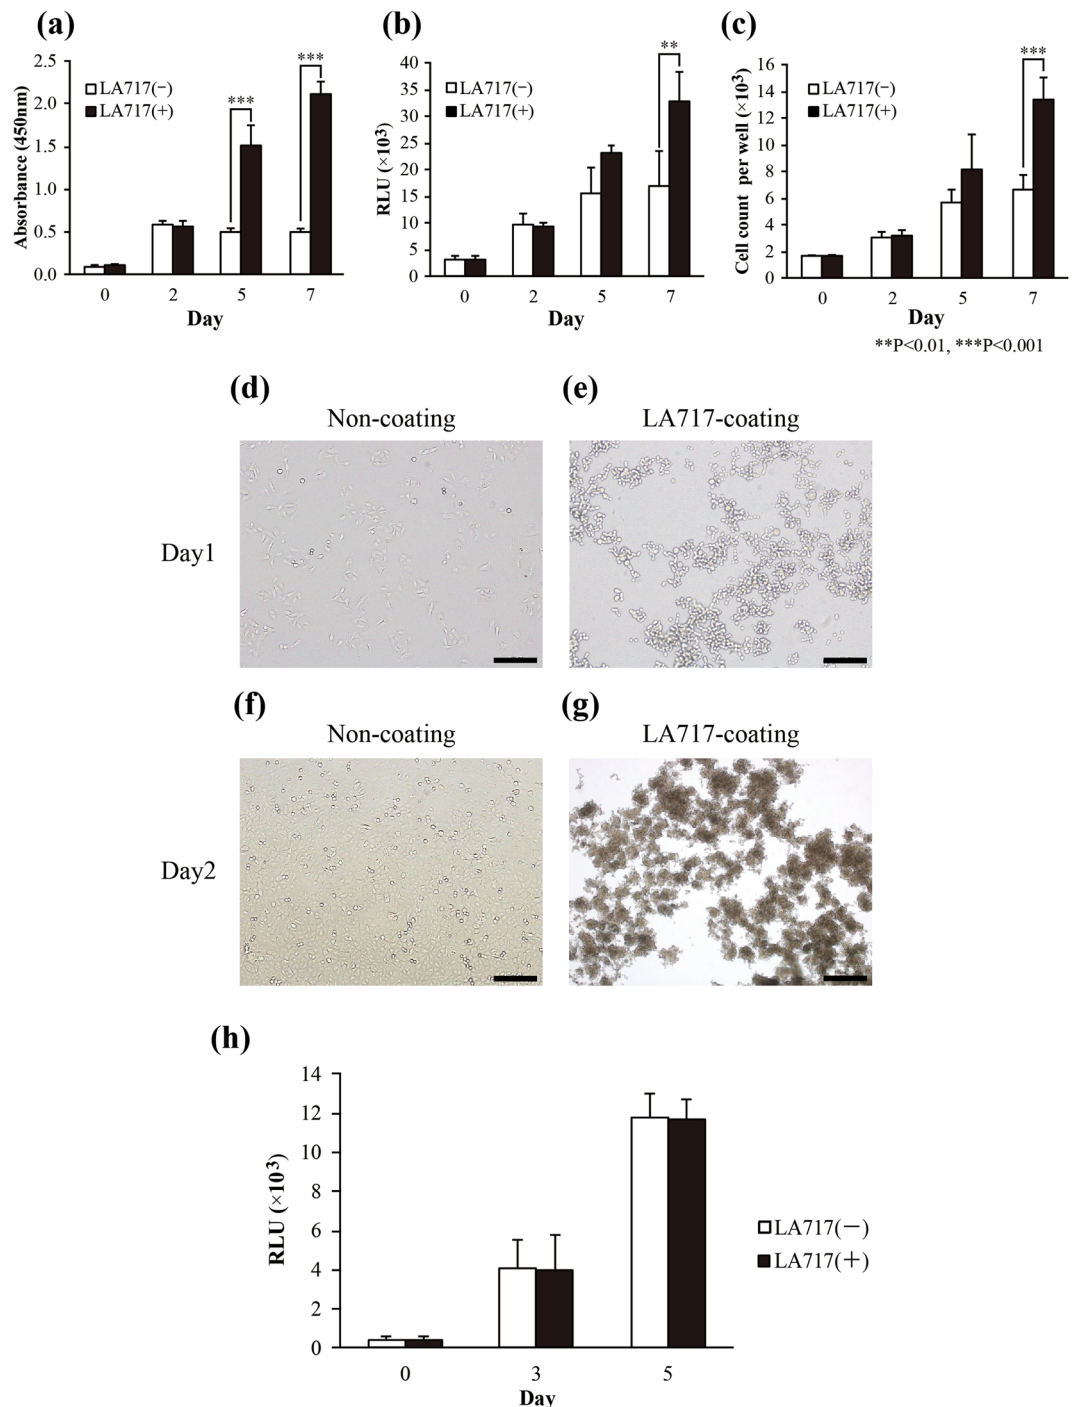 (a)
2.5
2.0
1.5
1.0
0.5
0.0
Absorbance (450nm)
LA717(−)
LA717(+)
***
***
0 2 5 7
Day
(b)
40
35
30
25
20
15
10
5
0
RLU (×10³)
LA717(−)
LA717(+)
**
0 2 5 7
Day
(c)
16
14
12
10
8
6
4
2
0
Cell count per well (×10³)
LA717(−)
LA717(+)
***
0 2 5 7
Day
**P<0.01, ***P<0.001
(d)
Non-coating
(e)
LA717-coating
Day1
(f)
Non-coating
(g)
LA717-coating
Day2
(h)
14
12
10
8
6
4
2
0
RLU (×10³)
LA717(−)
LA717(+)
0 3 5
Day